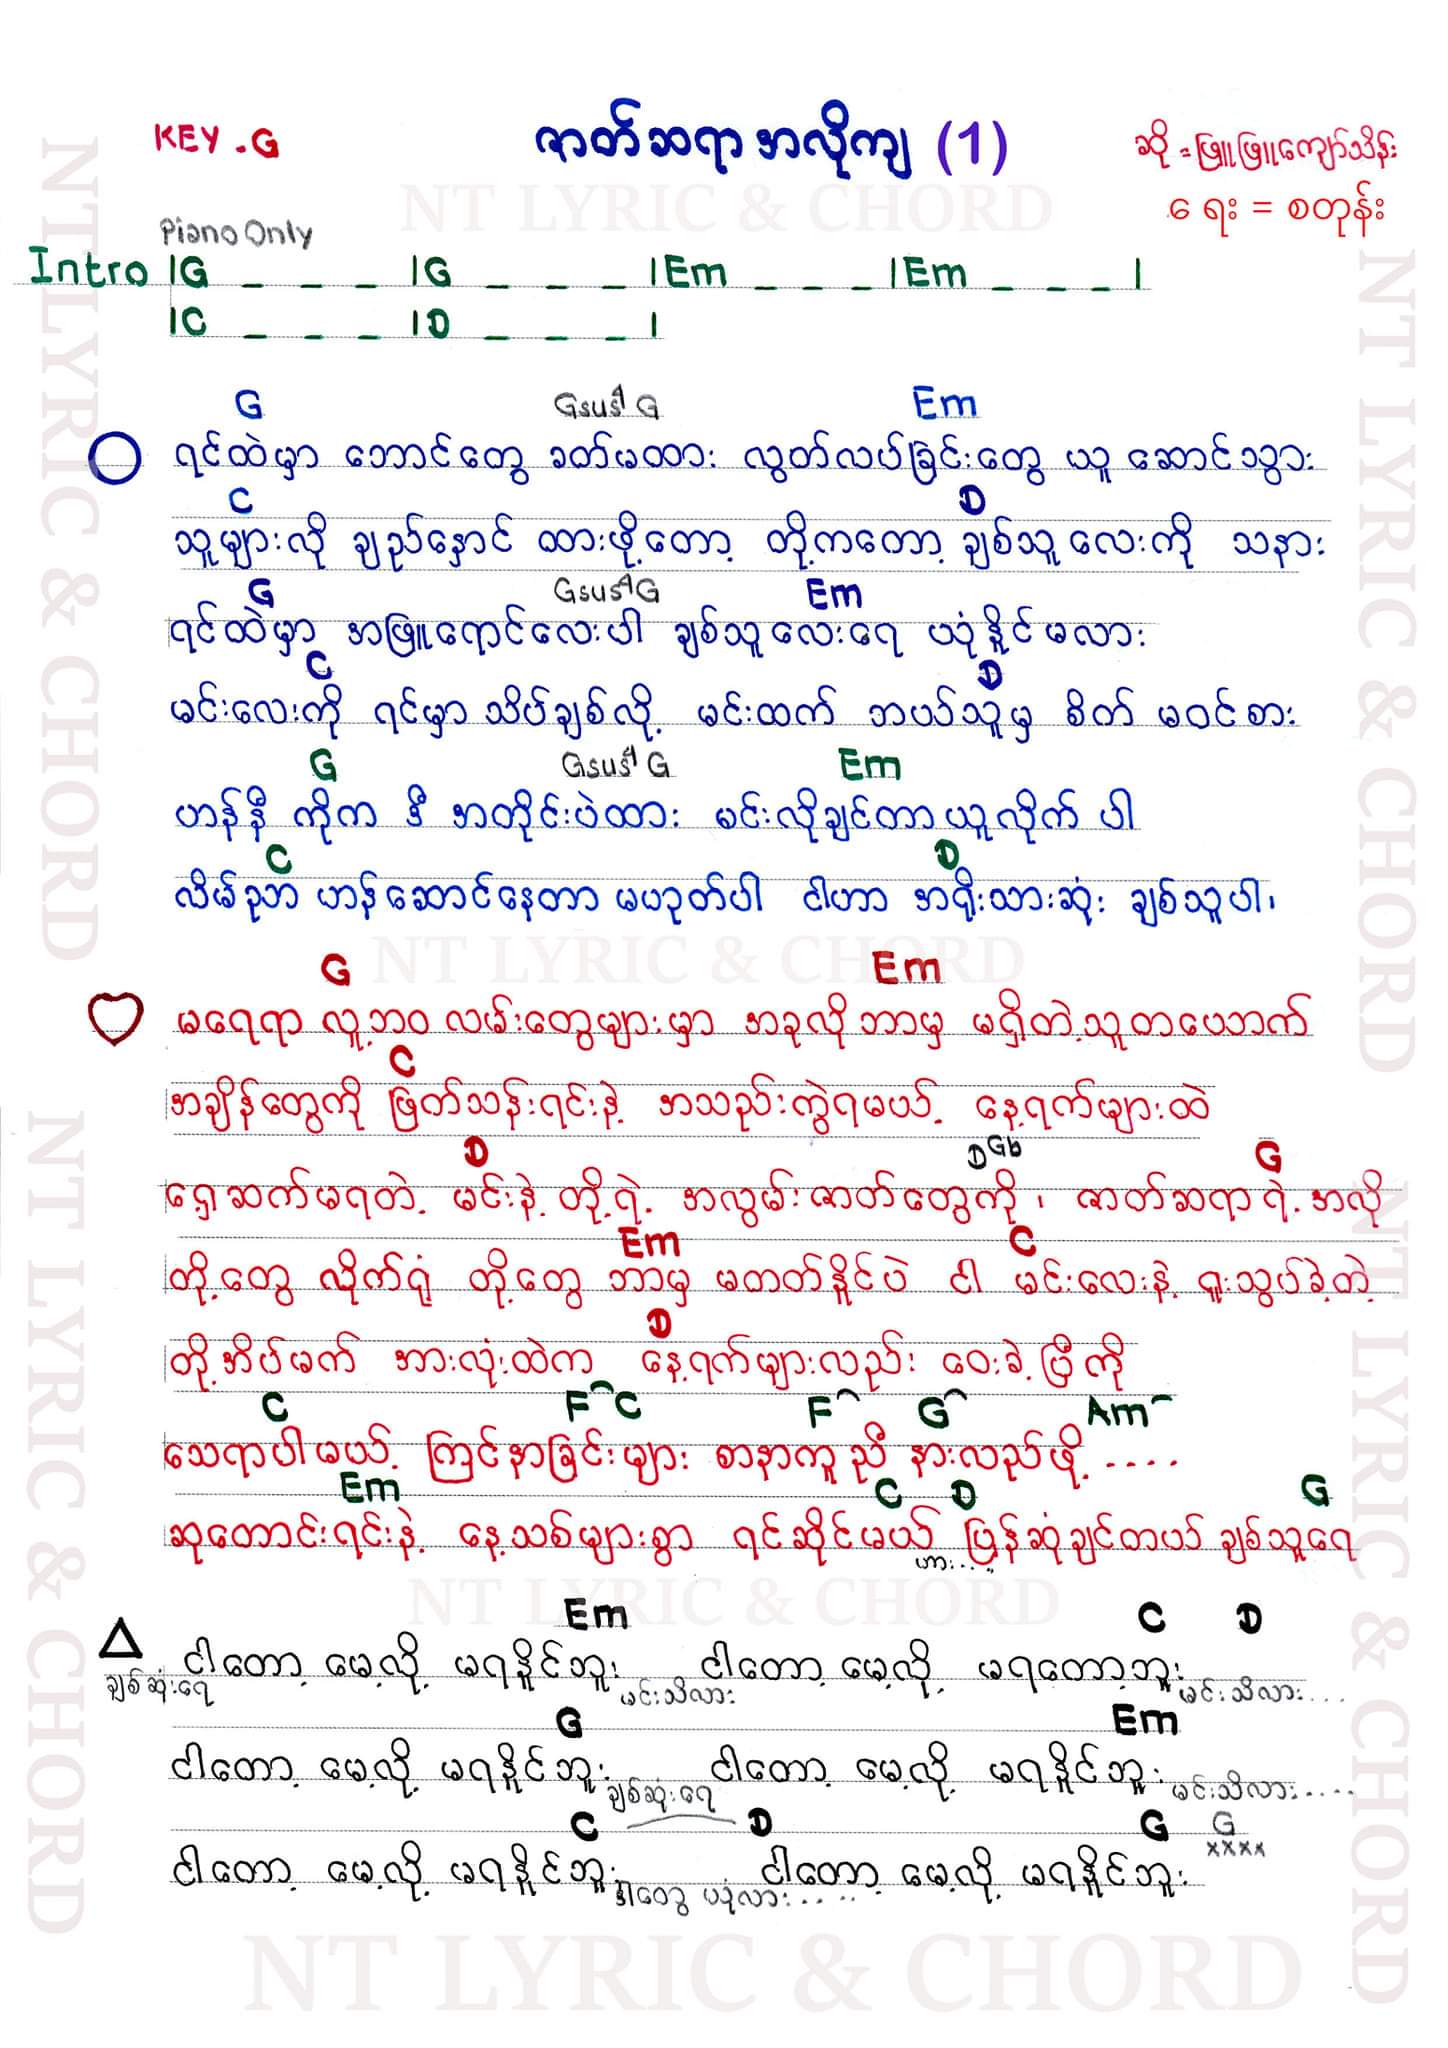 KEY . G
ဇာတ်ဆရာအလိုကျ (1)
ဆို = ဖြူဖြူကျော်သိန်း
ရေး = စတုန်း
Piano Only
Intro |G _ _ _ |G _ _ _ |Em _ _ _ |Em _ _ _ |
|C _ _ _ |D _ _ _ |
G Gsus4 G Em
ရင်ထဲမှာ ဘောင်တွေ ခတ်မထား လွတ်လပ်ခြင်းတွေ ယူဆောင်သွား
C D
သူများလို ချည်နှောင် ထားဖို့တော့ တို့ကတော့ ချစ်သူလေးကို သနား
G Gsus4 G Em
ရင်ထဲမှာ အဖြူရောင်လေးပါ ချစ်သူလေးရေ ယုံနိူင်မလား
C D
မင်းလေးကို ရင်မှာ သိပ်ချစ်လို့ မင်းထက် ဘယ်သူမှ စိတ် မဝင်စား
G Gsus4 G Em
ဟန်နီ ကိုက ဒီ အတိုင်းပဲထား မင်းလိုချင်တာယူလိုက် ပါ
C D
လိမ်ညာ ဟန်ဆောင်နေတာ မဟုတ်ပါ ငါဟာ အရိုးသားဆုံး ချစ်သူပါ၊
G Em
မရေရာ လူ့ဘဝ လမ်းတွေများမှာ အခုလိုဘာမှ မရှိတဲ့သူတယောက်
C
အချိန်တွေကို ဖြတ်သန်းရင်းနဲ့ အသည်းကွဲရမယ့် နေ့ရက်များထဲ
D DGb G
ရှေ့ဆက်မရတဲ့ မင်းနဲ့ တို့ရဲ့ အလွမ်းဇာတ်တွေကို ၊ ဇာတ်ဆရာရဲ့အလို
Em C
တို့တွေ လိုက်ရုံ တို့တွေ ဘာမှ မတတ်နိူင်ပဲ ငါ မင်းလေးနဲ့ ရူးသွပ်ခဲ့တဲ့
D
တို့အိပ်မက် အားလုံးထဲက နေ့ရက်များလည်း ဝေးခဲ့ပြီကို
C F C F G Am
သေရာပါမယ့် ကြင်နာခြင်းများ စာနာကူညီ နားလည်ဖို့ ....
Em C D G
ဆုတောင်းရင်းနဲ့ နေ့သစ်များစွာ ရင်ဆိုင်မယ် ပြန်ဆုံချင်တယ် ချစ်သူရေ
ဟား....
Em C D
ငါတော့ မေ့လို့ မရနိူင်ဘူး ငါတော့ မေ့လို့ မရတော့ဘူး
ချစ်ဆုံးရေ မင်းသိလား မင်းသိလား...
G Em
ငါတော့ မေ့လို့ မရနိူင်ဘူး ငါတော့ မေ့လို့ မရနိူင်ဘူး
ချစ်ဆုံးရေ မင်းသိလား.....
C D G G
xxxx
ငါတော့ မေ့လို့ မရနိူင်ဘူး ငါတော့ မေ့လို့ မရနိူင်ဘူး
ဒါတွေ ယုံလား.....
NT LYRIC & CHORD
NT LYRIC & CHORD
NT LYRIC & CHORD
NT LYRIC & CHORD
NT LYRIC & CHORD
NT LYRIC & CHORD
NT LYRIC & CHORD
NT LYRIC & CHORD